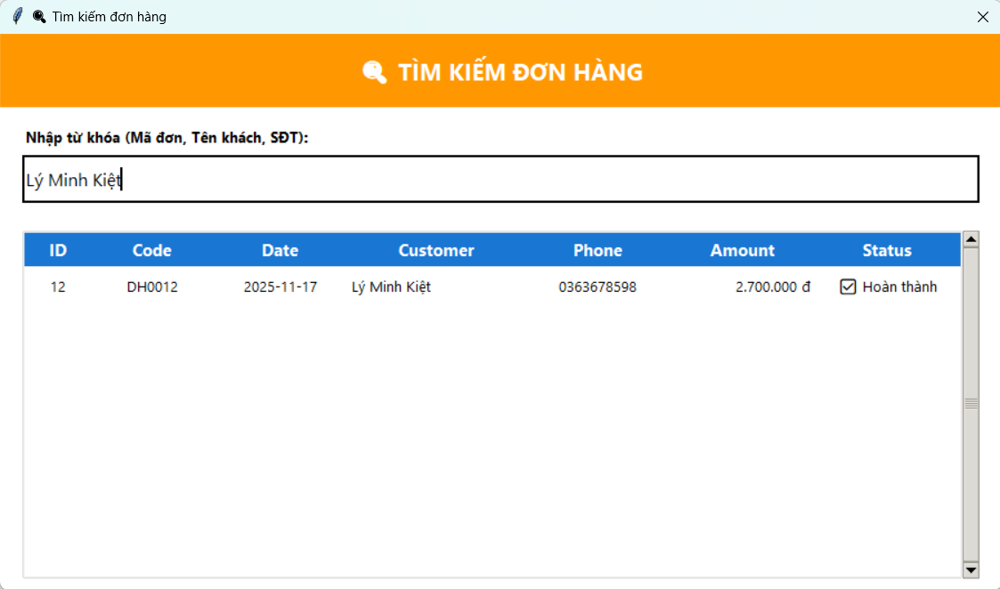 Tìm kiếm đơn hàng
TÌM KIẾM ĐƠN HÀNG
Nhập từ khóa (Mã đơn, Tên khách, SĐT):
Lý Minh Kiệt
ID Code Date Customer Phone Amount Status
12 DH0012 2025-11-17 Lý Minh Kiệt 0363678598 2.700.000 đ Hoàn thành